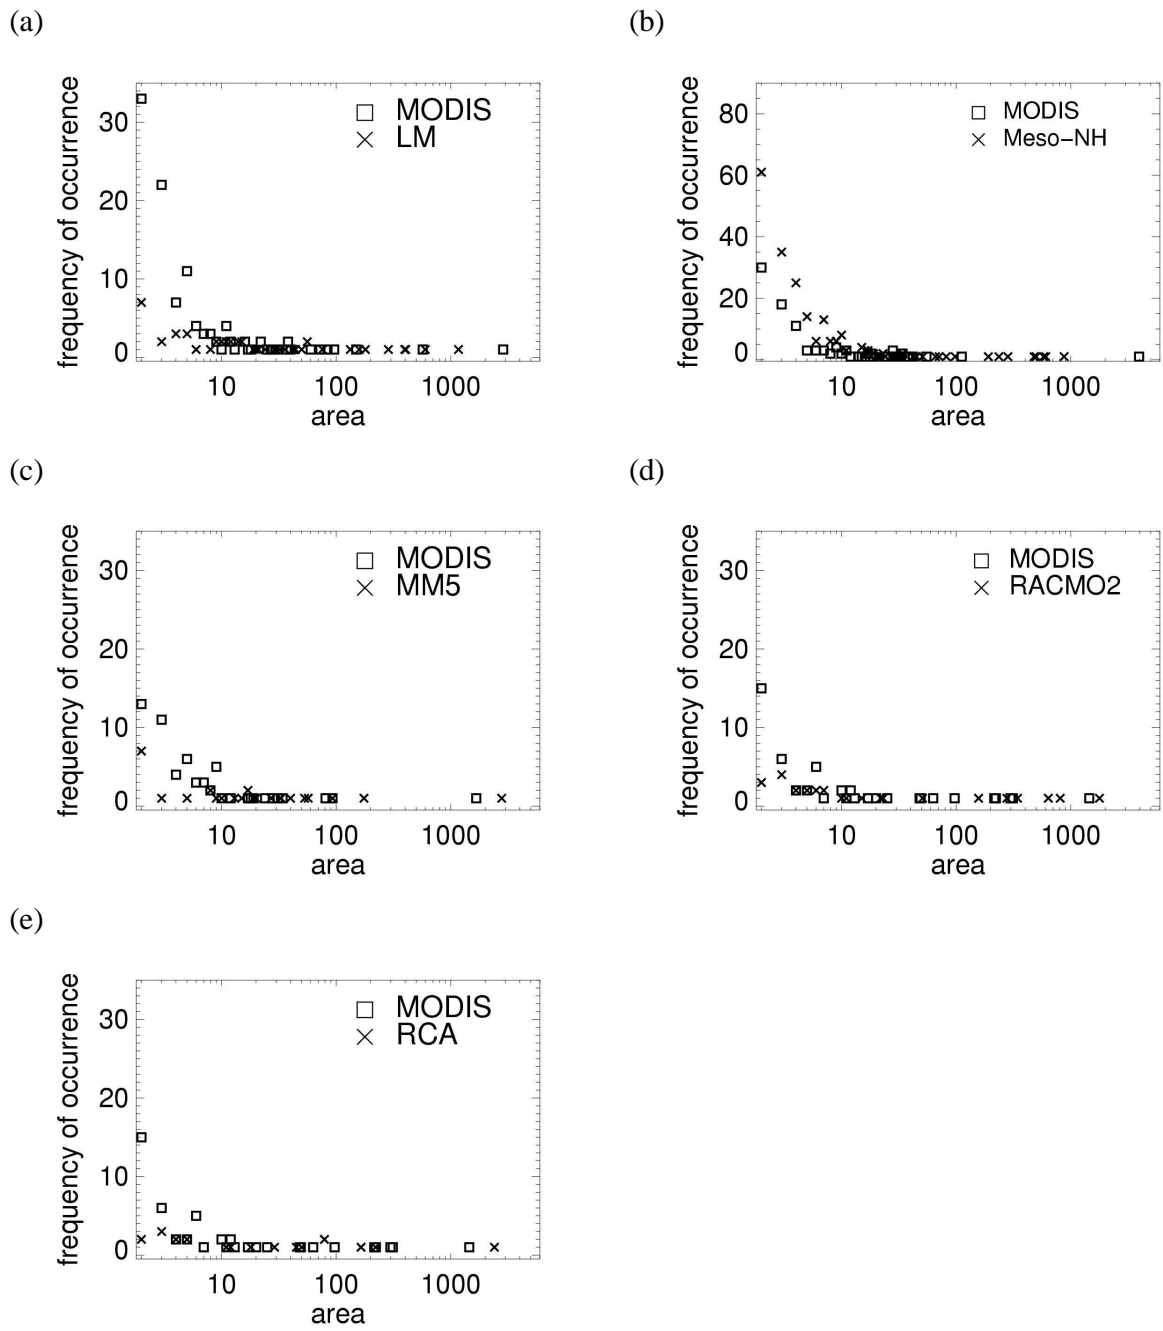 (a)
frequency of occurrence
30
20
10
0
MODIS
LM
10 100 1000
area
(b)
frequency of occurrence
80
60
40
20
0
MODIS
Meso−NH
10 100 1000
area
(c)
frequency of occurrence
30
20
10
0
MODIS
MM5
10 100 1000
area
(d)
frequency of occurrence
30
20
10
0
MODIS
RACMO2
10 100 1000
area
(e)
frequency of occurrence
30
20
10
0
MODIS
RCA
10 100 1000
area